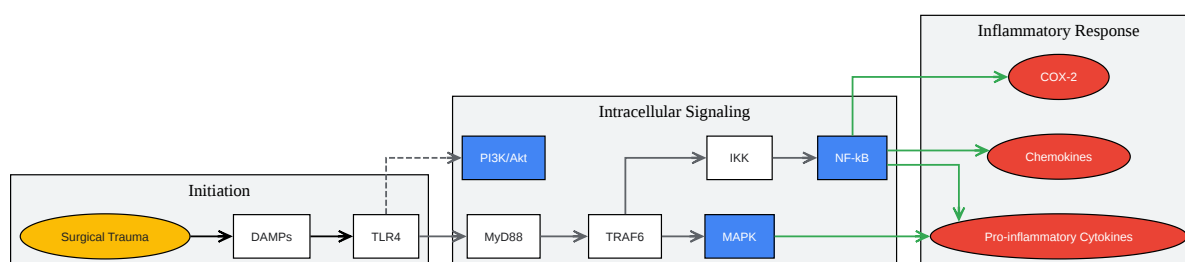 Inflammatory Response
COX-2
Intracellular Signaling
PI3K/Akt
IKK
NF-kB
Chemokines
Initiation
Surgical Trauma
DAMPs
TLR4
MyD88
TRAF6
MAPK
Pro-inflammatory Cytokines